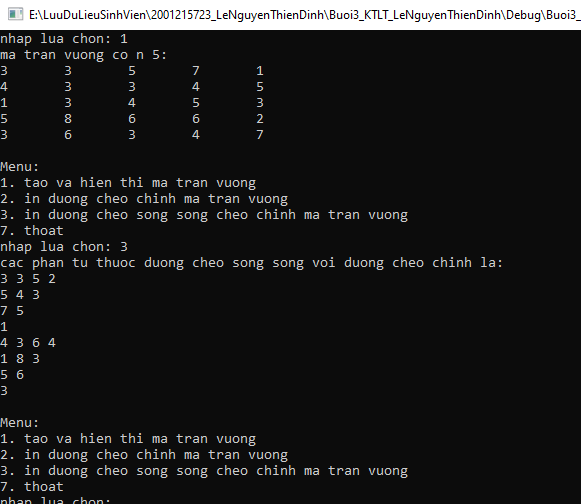 E:\LuuDuLieuSinhVien\2001215723_LeNguyenThienDinh\Buoi3_KTLT_LeNguyenThienDinh\Debug\Buoi3_
nhap lua chon: 1
ma tran vuong co n 5:
3 3 5 7 1
4 3 3 4 5
1 3 4 5 3
5 8 6 6 2
3 6 3 4 7
Menu:
1. tao va hien thi ma tran vuong
2. in duong cheo chinh ma tran vuong
3. in duong cheo song song cheo chinh ma tran vuong
7. thoat
nhap lua chon: 3
cac phan tu thuoc duong cheo song song voi duong cheo chinh la:
3 3 5 2
5 4 3
7 5
1
4 3 6 4
1 8 3
5 6
3
Menu:
1. tao va hien thi ma tran vuong
2. in duong cheo chinh ma tran vuong
3. in duong cheo song song cheo chinh ma tran vuong
7. thoat
nhap lua chon: